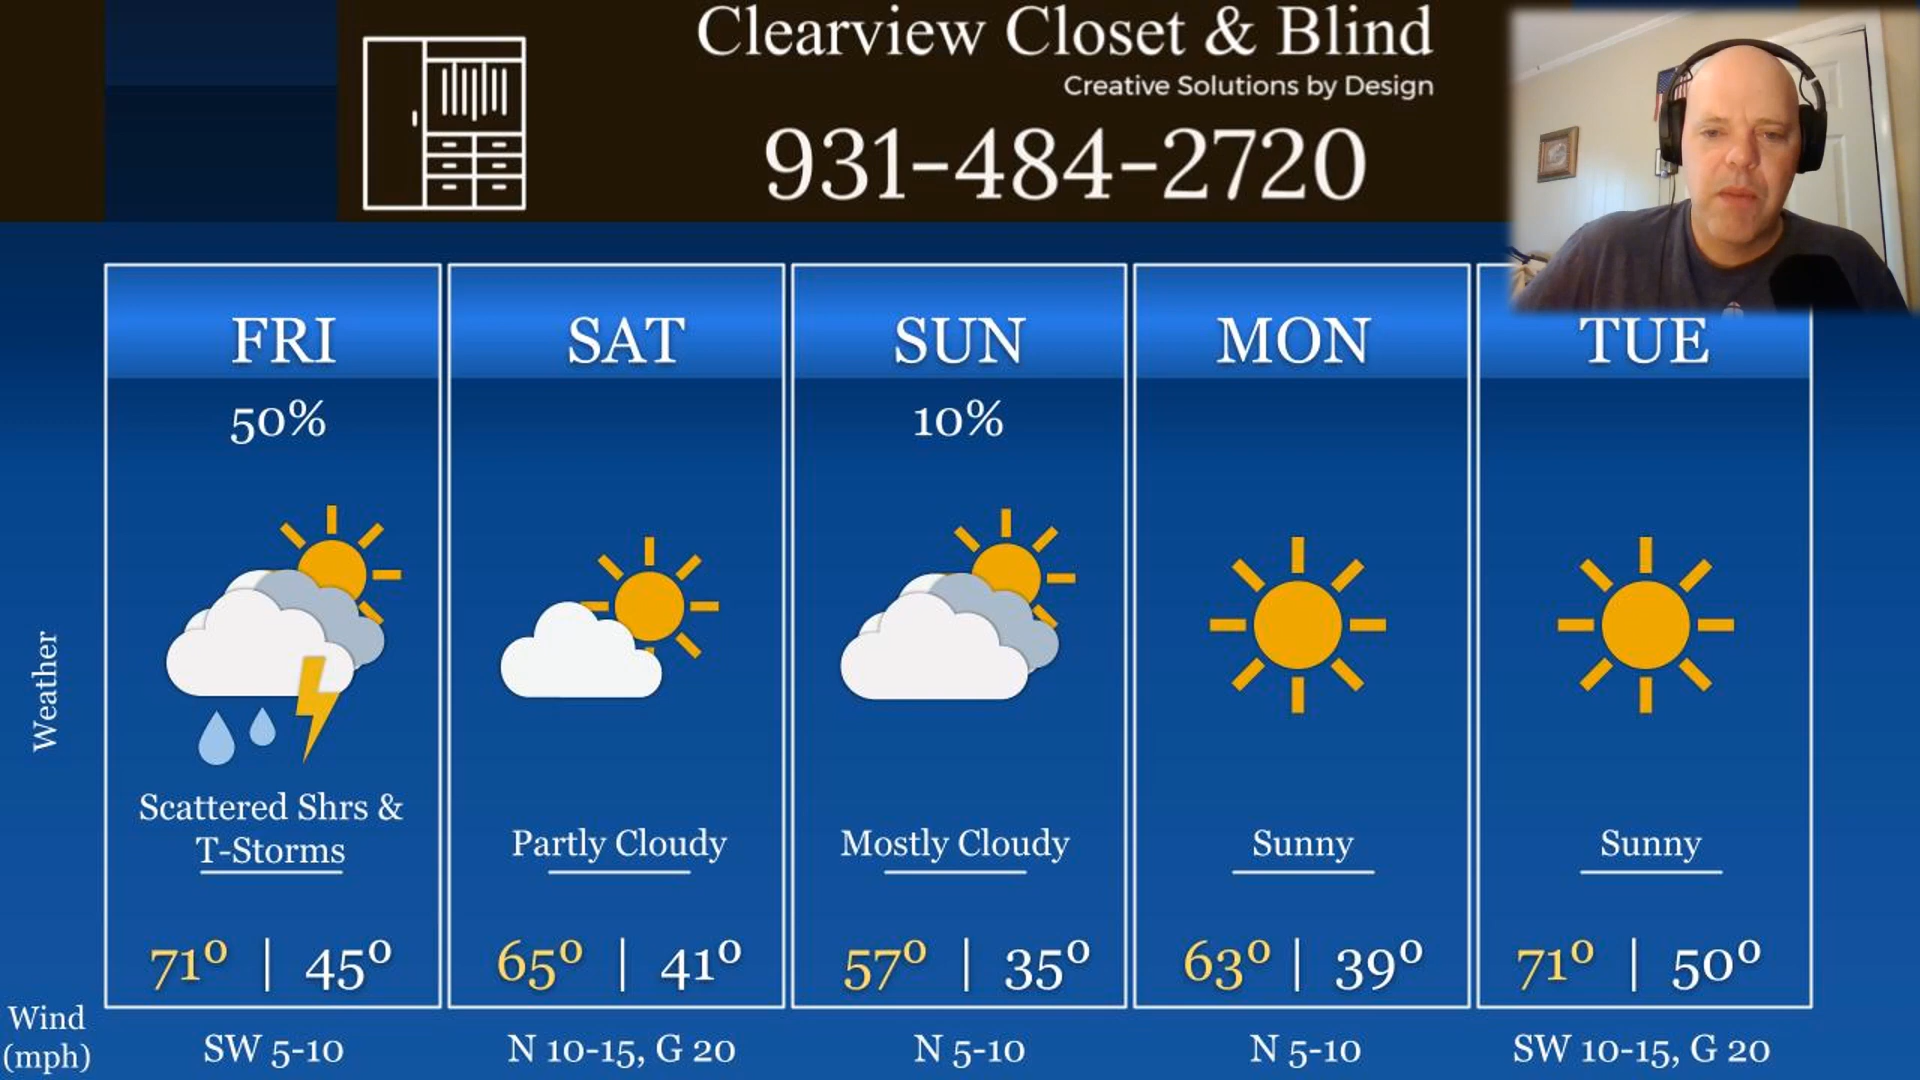 Clearview Closet & Blind
Creative Solutions by Design
931-484-2720
FRI
SAT
SUN
MON
TUE
50%
10%
Weather
Scattered Shrs &
T-Storms
Partly Cloudy
Mostly Cloudy
Sunny
Sunny
71° | 45°
65° | 41°
57° | 35°
63° | 39°
71° | 50°
Wind
(mph)
SW 5-10
N 10-15, G 20
N 5-10
N 5-10
SW 10-15, G 20